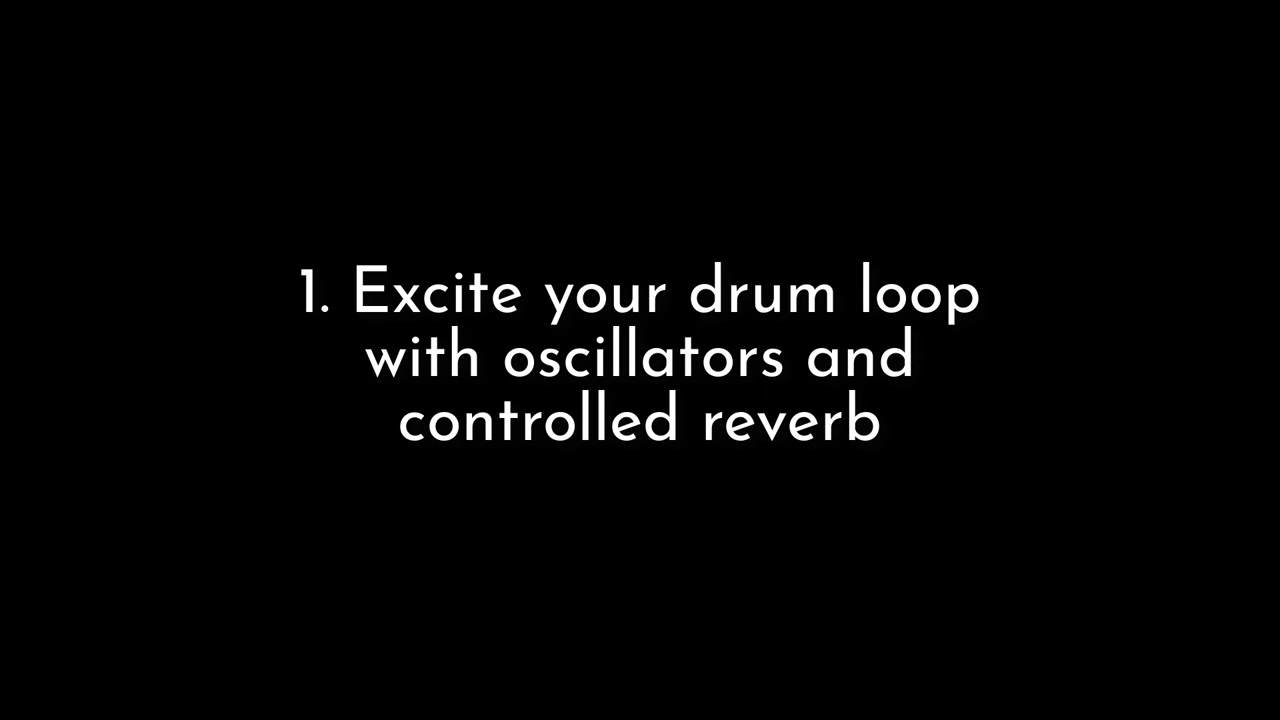 1. Excite your drum loop
with oscillators and
controlled reverb